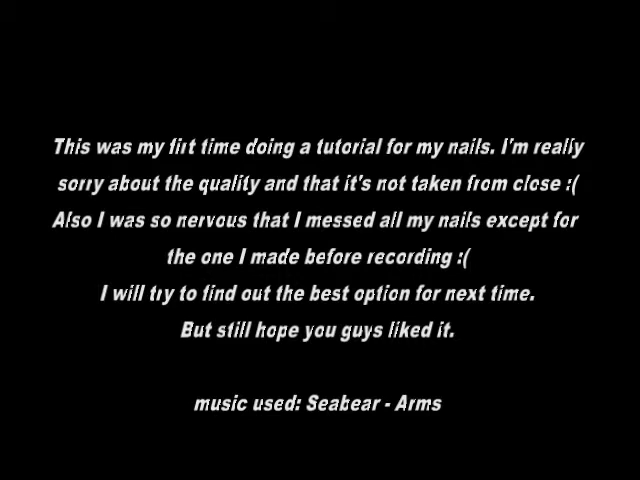 This was my firt time doing a tutorial for my nails. I'm really
sorry about the quality and that it's not taken from close :(
Also I was so nervous that I messed all my nails except for
the one I made before recording :(
I will try to find out the best option for next time.
But still hope you guys liked it.
music used: Seabear - Arms